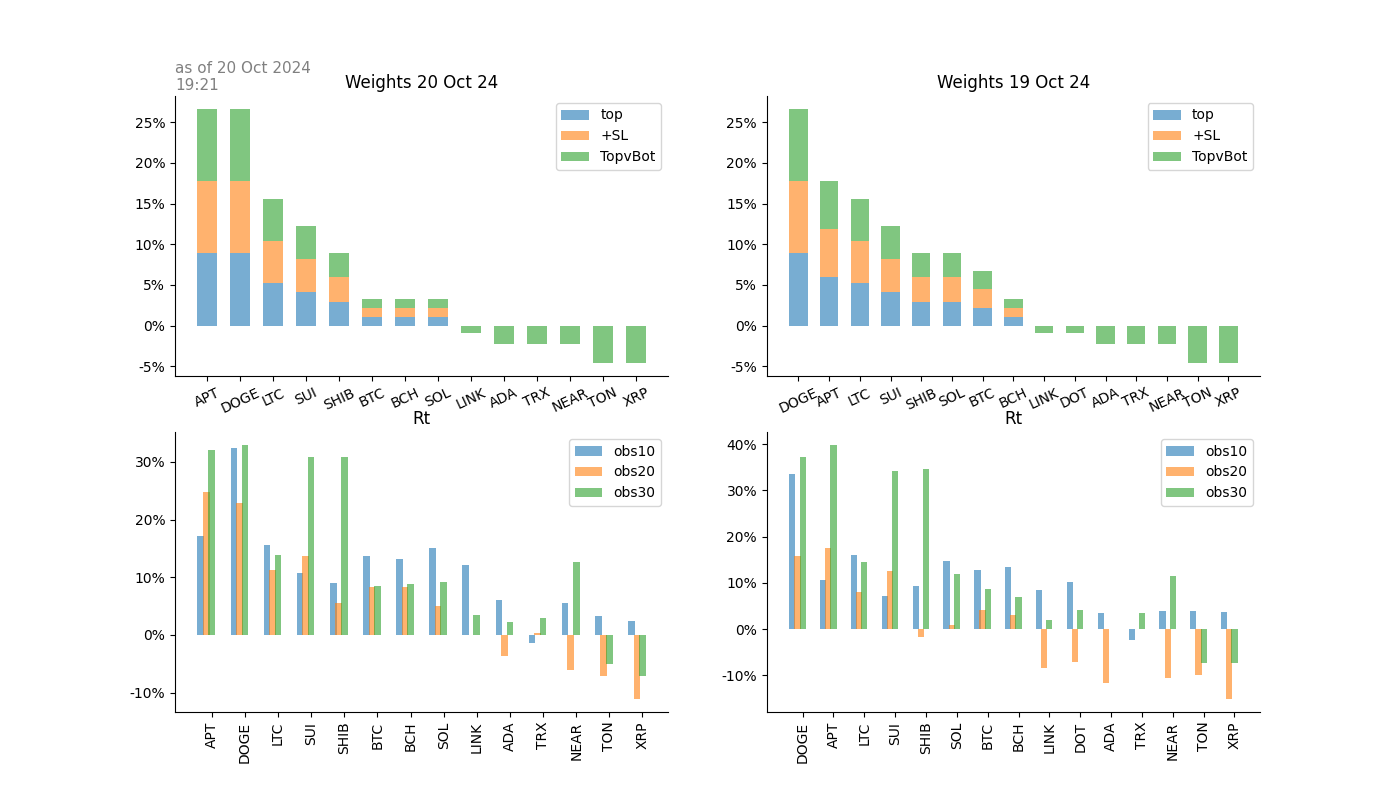 as of 20 Oct 2024
19:21
Weights 20 Oct 24
25%
20%
15%
10%
5%
0%
-5%
top
+SL
TopvBot
APT DOGE LTC SUI SHIB BTC BCH SOL LINK ADA TRX NEAR TON XRP
Weights 19 Oct 24
25%
20%
15%
10%
5%
0%
-5%
top
+SL
TopvBot
DOGE APT LTC SUI SHIB SOL BTC BCH LINK DOT ADA TRX NEAR TON XRP
Rt
30%
20%
10%
0%
-10%
obs10
obs20
obs30
APT DOGE LTC SUI SHIB BTC BCH SOL LINK ADA TRX NEAR TON XRP
Rt
40%
30%
20%
10%
0%
-10%
obs10
obs20
obs30
DOGE APT LTC SUI SHIB SOL BTC BCH LINK DOT ADA TRX NEAR TON XRP